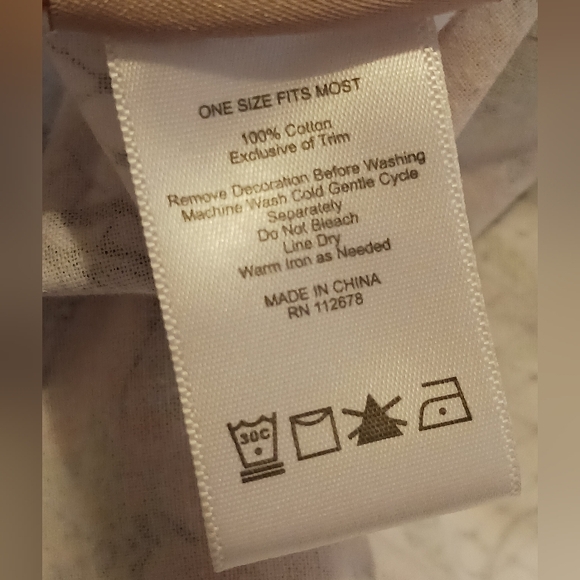 ONE SIZE FITS MOST
100% Cotton
Exclusive of Trim
Remove Decoration Before Washing
Machine Wash Cold Gentle Cycle
Separately
Do Not Bleach
Line Dry
Warm Iron as Needed
MADE IN CHINA
RN 112678
30C